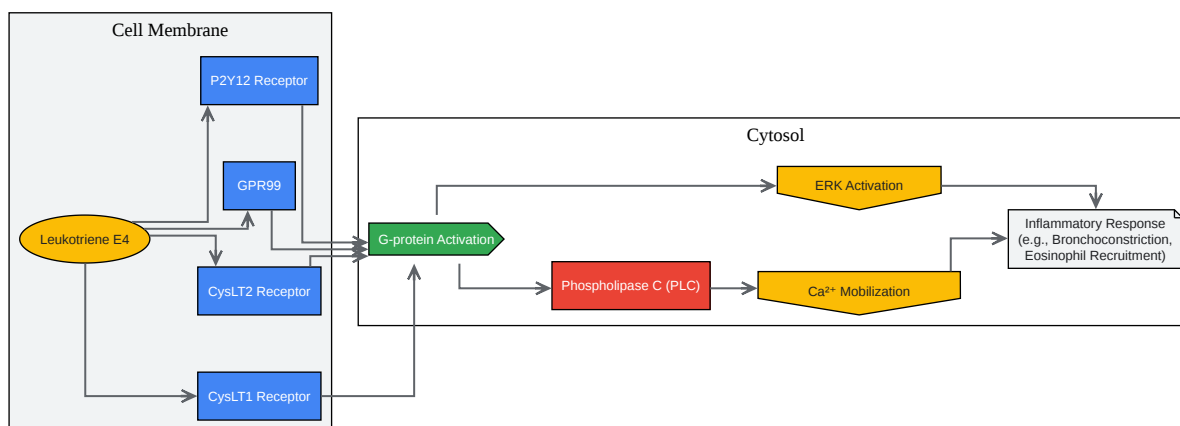 Cell Membrane
P2Y12 Receptor
Cytosol
ERK Activation
GPR99
Inflammatory Response
(e.g., Bronchoconstriction,
Eosinophil Recruitment)
Leukotriene E4
G-protein Activation
CysLT2 Receptor
Phospholipase C (PLC)
Ca²⁺ Mobilization
CysLT1 Receptor